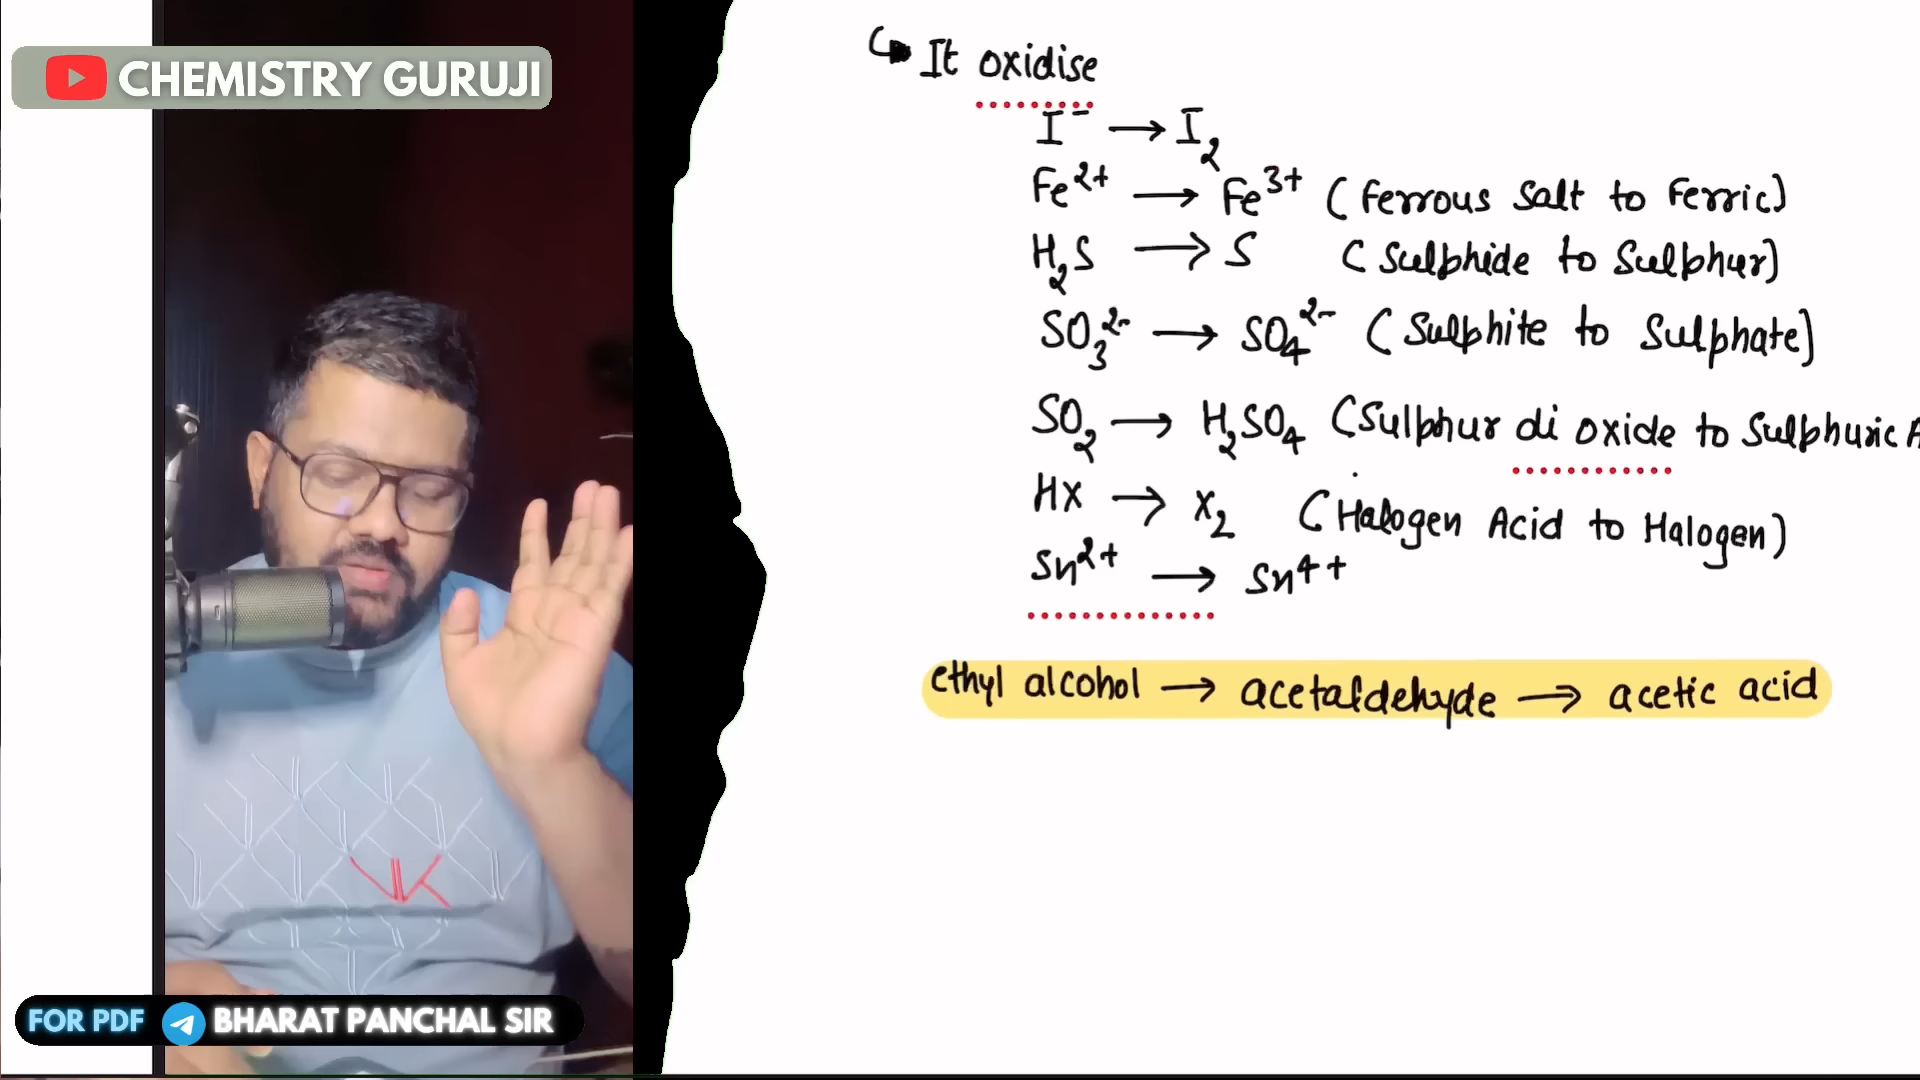 CHEMISTRY GURUJI
It oxidise
I⁻ → I₂
Fe²⁺ → Fe³⁺ (Ferrous Salt to Ferric)
H₂S → S (Sulphide to Sulphur)
SO₃²⁻ → SO₄²⁻ (Sulphite to Sulphate)
SO₂ → H₂SO₄ (Sulphur di oxide to Sulphuric A
HX → X₂ (Halogen Acid to Halogen)
Sn²⁺ → Sn⁴⁺
ethyl alcohol → acetaldehyde → acetic acid
FOR PDF BHARAT PANCHAL SIR